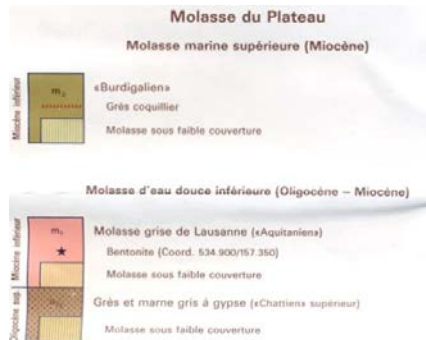 Molasse du Plateau
Molasse marine supérieure (Miocène)
Miocène inférieur
m₂
«Burdigalien»
Grès coquillier
Molasse sous faible couverture
Molasse d'eau douce inférieure (Oligocène – Miocène)
Miocène inférieur
m₁
Molasse grise de Lausanne («Aquitanien»)
Bentonite (Coord. 534.900/157.350)
Molasse sous faible couverture
Oligocène sup.
Grès et marne gris à gypse («Chattien» supérieur)
Molasse sous faible couverture